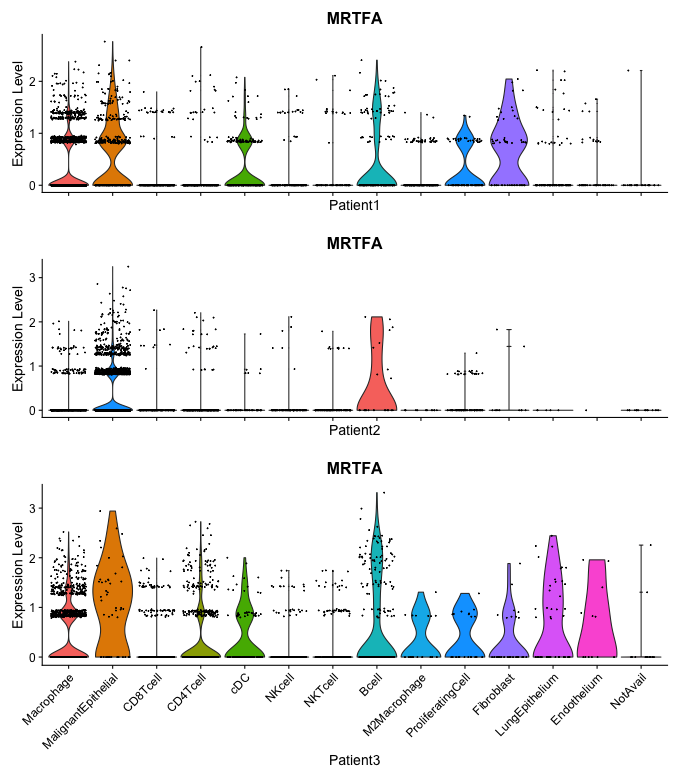 MRTFA
Expression Level
2
1
0
Patient1
MRTFA
Expression Level
3
2
1
0
Patient2
MRTFA
Expression Level
3
2
1
0
Macrophage
MalignantEpithelial
CD8Tcell
CD4Tcell
cDC
NKcell
NKTcell
Bcell
M2Macrophage
ProliferatingCell
Fibroblast
LungEpithelium
Endothelium
NotAvail
Patient3